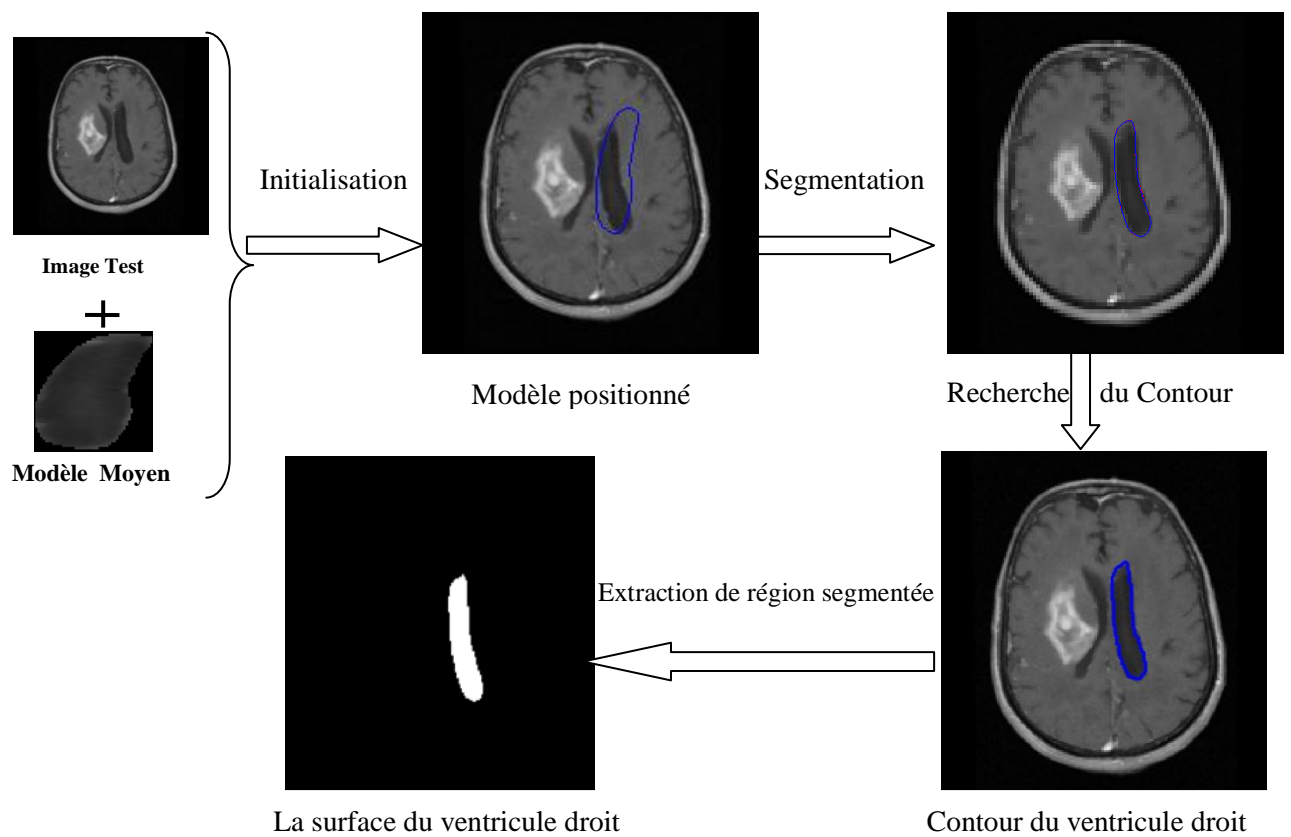 Image Test
+
Modèle Moyen
Initialisation
Modèle positionné
Segmentation
Recherche du Contour
Contour du ventricule droit
Extraction de région segmentée
La surface du ventricule droit